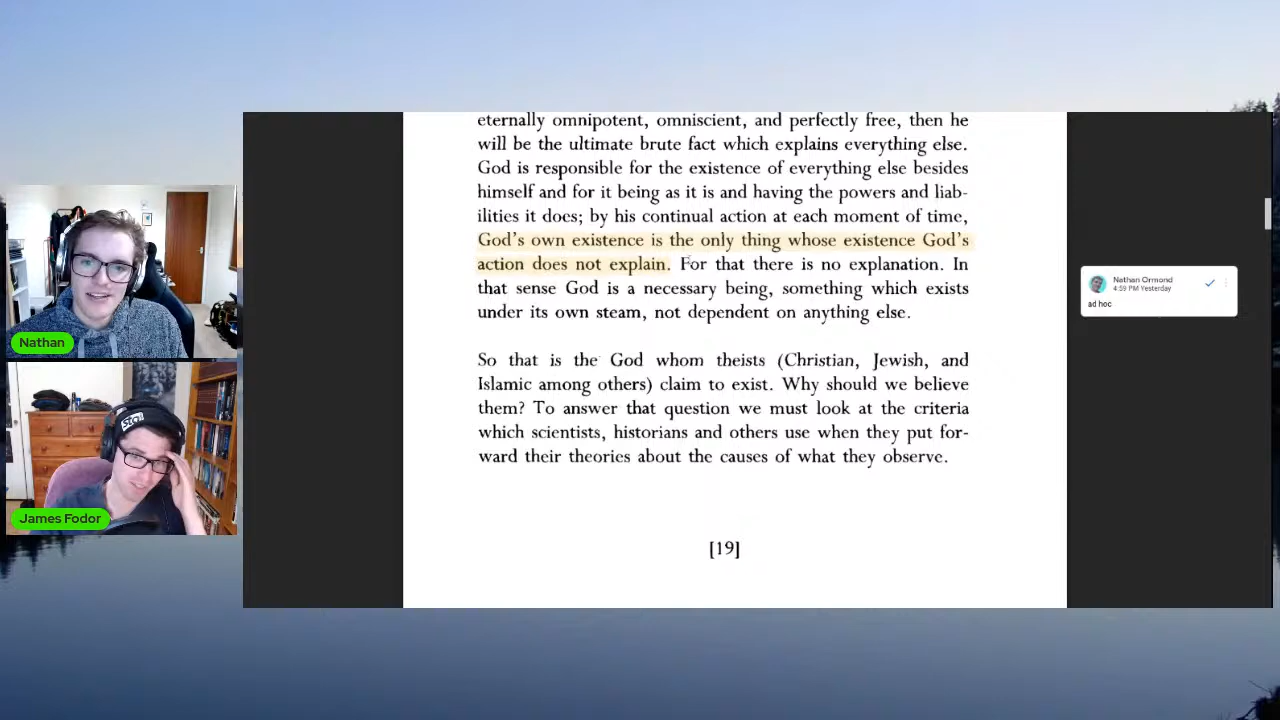 eternally omnipotent, omniscient, and perfectly free, then he
will be the ultimate brute fact which explains everything else.
God is responsible for the existence of everything else besides
himself and for it being as it is and having the powers and liab-
ilities it does; by his continual action at each moment of time,
God's own existence is the only thing whose existence God's
action does not explain. For that there is no explanation. In
that sense God is a necessary being, something which exists
under its own steam, not dependent on anything else.
So that is the God whom theists (Christian, Jewish, and
Islamic among others) claim to exist. Why should we believe
them? To answer that question we must look at the criteria
which scientists, historians and others use when they put for-
ward their theories about the causes of what they observe.
[19]
Nathan Ormond
4:59 PM Yesterday
ad hoc
Nathan
James Fodor